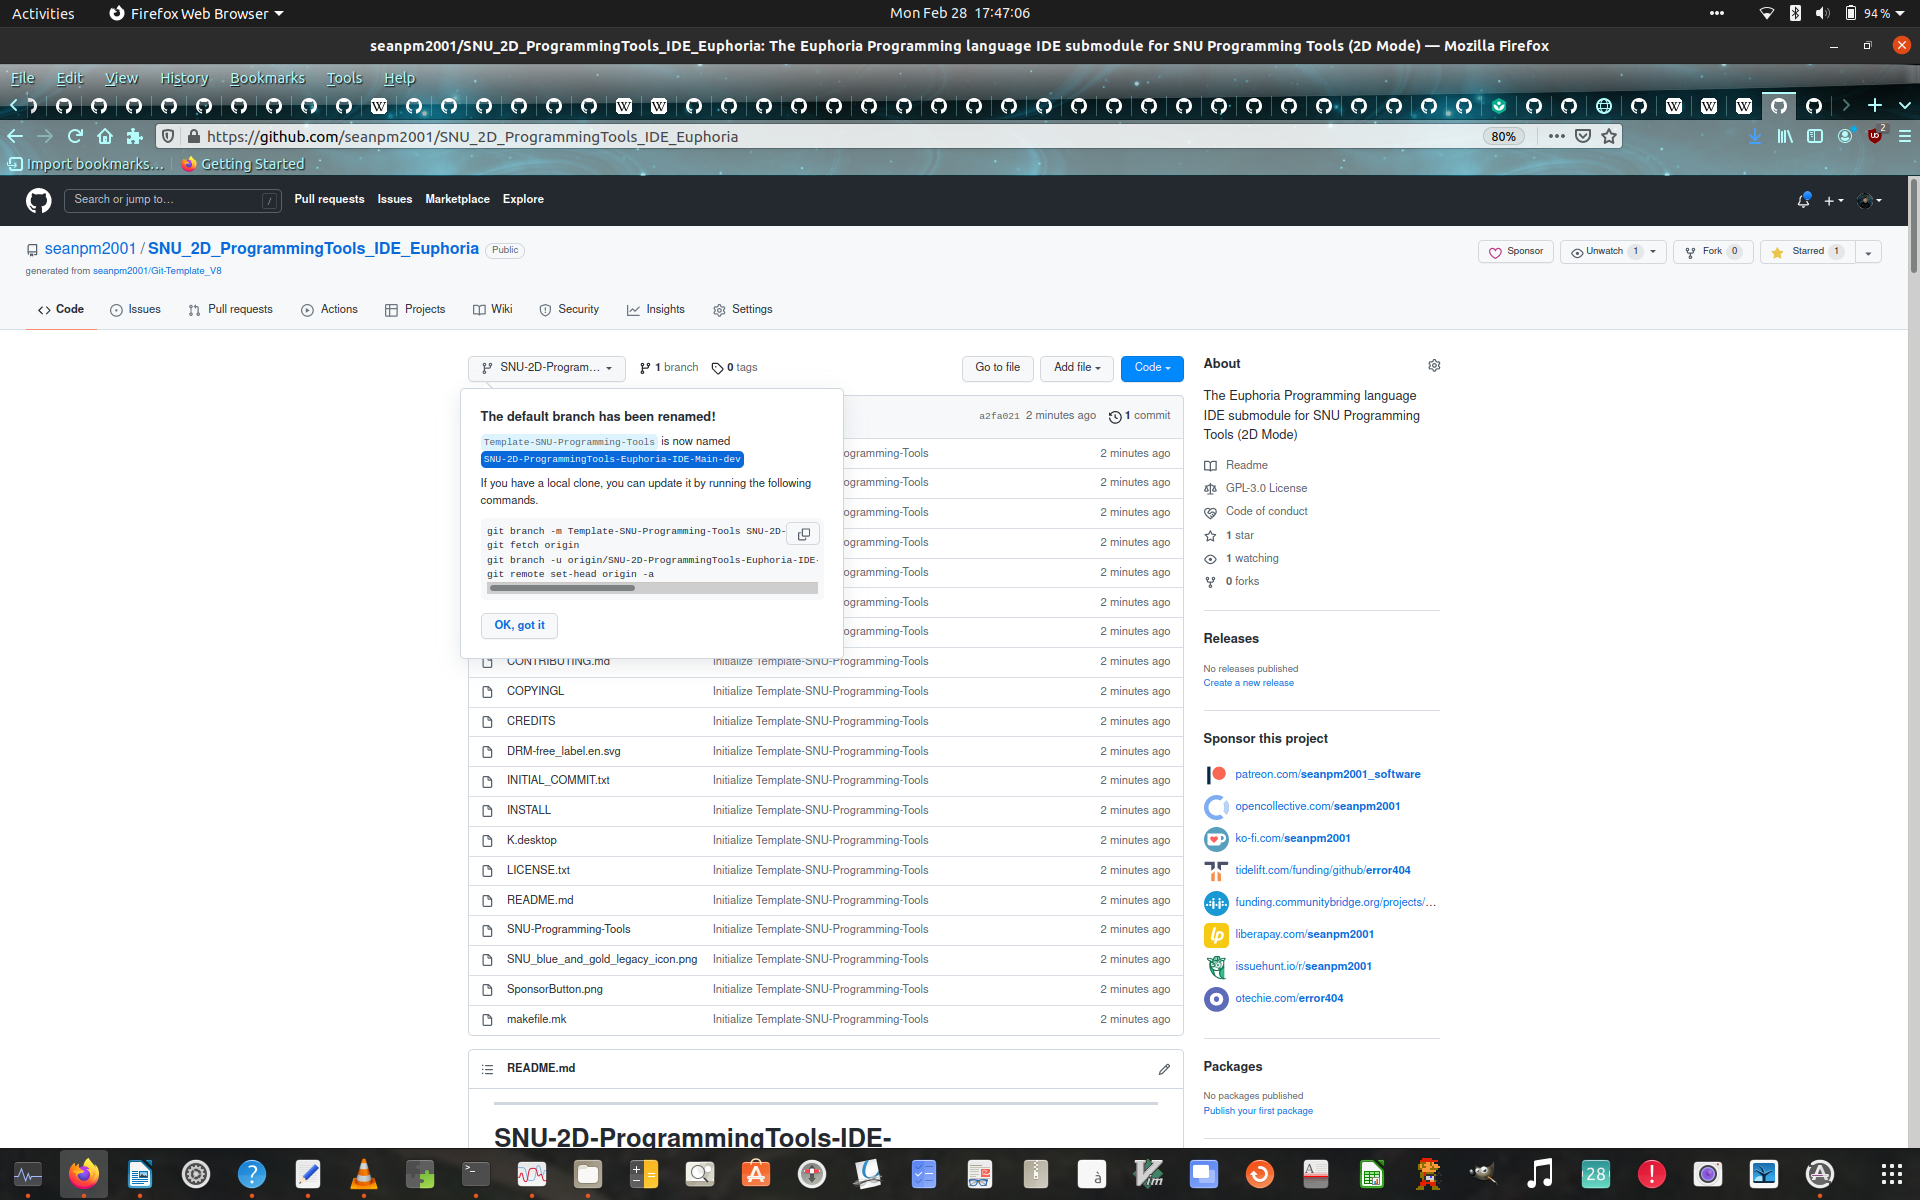 Activities
Firefox Web Browser
Mon Feb 28 17:47:06
94 %
seanpm2001/SNU_2D_ProgrammingTools_IDE_Euphoria: The Euphoria Programming language IDE submodule for SNU Programming Tools (2D Mode) — Mozilla Firefox
File Edit View History Bookmarks Tools Help
https://github.com/seanpm2001/SNU_2D_ProgrammingTools_IDE_Euphoria
80%
2
Import bookmarks...
Getting Started
Search or jump to...
/
Pull requests Issues Marketplace Explore
seanpm2001 / SNU_2D_ProgrammingTools_IDE_Euphoria Public
generated from seanpm2001/Git-Template_V8
Sponsor
Unwatch 1
Fork 0
Starred 1
Code Issues Pull requests Actions Projects Wiki Security Insights Settings
SNU-2D-Program...
1 branch
0 tags
Go to file
Add file
Code
The default branch has been renamed!
Template-SNU-Programming-Tools is now named
SNU-2D-ProgrammingTools-Euphoria-IDE-Main-dev
If you have a local clone, you can update it by running the following
commands.
git branch -m Template-SNU-Programming-Tools SNU-2D-
git fetch origin
git branch -u origin/SNU-2D-ProgrammingTools-Euphoria-IDE-
git remote set-head origin -a
OK, got it
a2fa021 2 minutes ago 1 commit
ogramming-Tools 2 minutes ago
ogramming-Tools 2 minutes ago
ogramming-Tools 2 minutes ago
ogramming-Tools 2 minutes ago
ogramming-Tools 2 minutes ago
ogramming-Tools 2 minutes ago
ogramming-Tools 2 minutes ago
CONTRIBUTING.md Initialize Template-SNU-Programming-Tools 2 minutes ago
COPYINGL Initialize Template-SNU-Programming-Tools 2 minutes ago
CREDITS Initialize Template-SNU-Programming-Tools 2 minutes ago
DRM-free_label.en.svg Initialize Template-SNU-Programming-Tools 2 minutes ago
INITIAL_COMMIT.txt Initialize Template-SNU-Programming-Tools 2 minutes ago
INSTALL Initialize Template-SNU-Programming-Tools 2 minutes ago
K.desktop Initialize Template-SNU-Programming-Tools 2 minutes ago
LICENSE.txt Initialize Template-SNU-Programming-Tools 2 minutes ago
README.md Initialize Template-SNU-Programming-Tools 2 minutes ago
SNU-Programming-Tools Initialize Template-SNU-Programming-Tools 2 minutes ago
SNU_blue_and_gold_legacy_icon.png Initialize Template-SNU-Programming-Tools 2 minutes ago
SponsorButton.png Initialize Template-SNU-Programming-Tools 2 minutes ago
makefile.mk Initialize Template-SNU-Programming-Tools 2 minutes ago
README.md
SNU-2D-ProgrammingTools-IDE-
About
The Euphoria Programming language
IDE submodule for SNU Programming
Tools (2D Mode)
Readme
GPL-3.0 License
Code of conduct
1 star
1 watching
0 forks
Releases
No releases published
Create a new release
Sponsor this project
patreon.com/seanpm2001_software
opencollective.com/seanpm2001
ko-fi.com/seanpm2001
tidelift.com/funding/github/error404
funding.communitybridge.org/projects/...
liberapay.com/seanpm2001
issuehunt.io/r/seanpm2001
otechie.com/error404
Packages
No packages published
Publish your first package
28